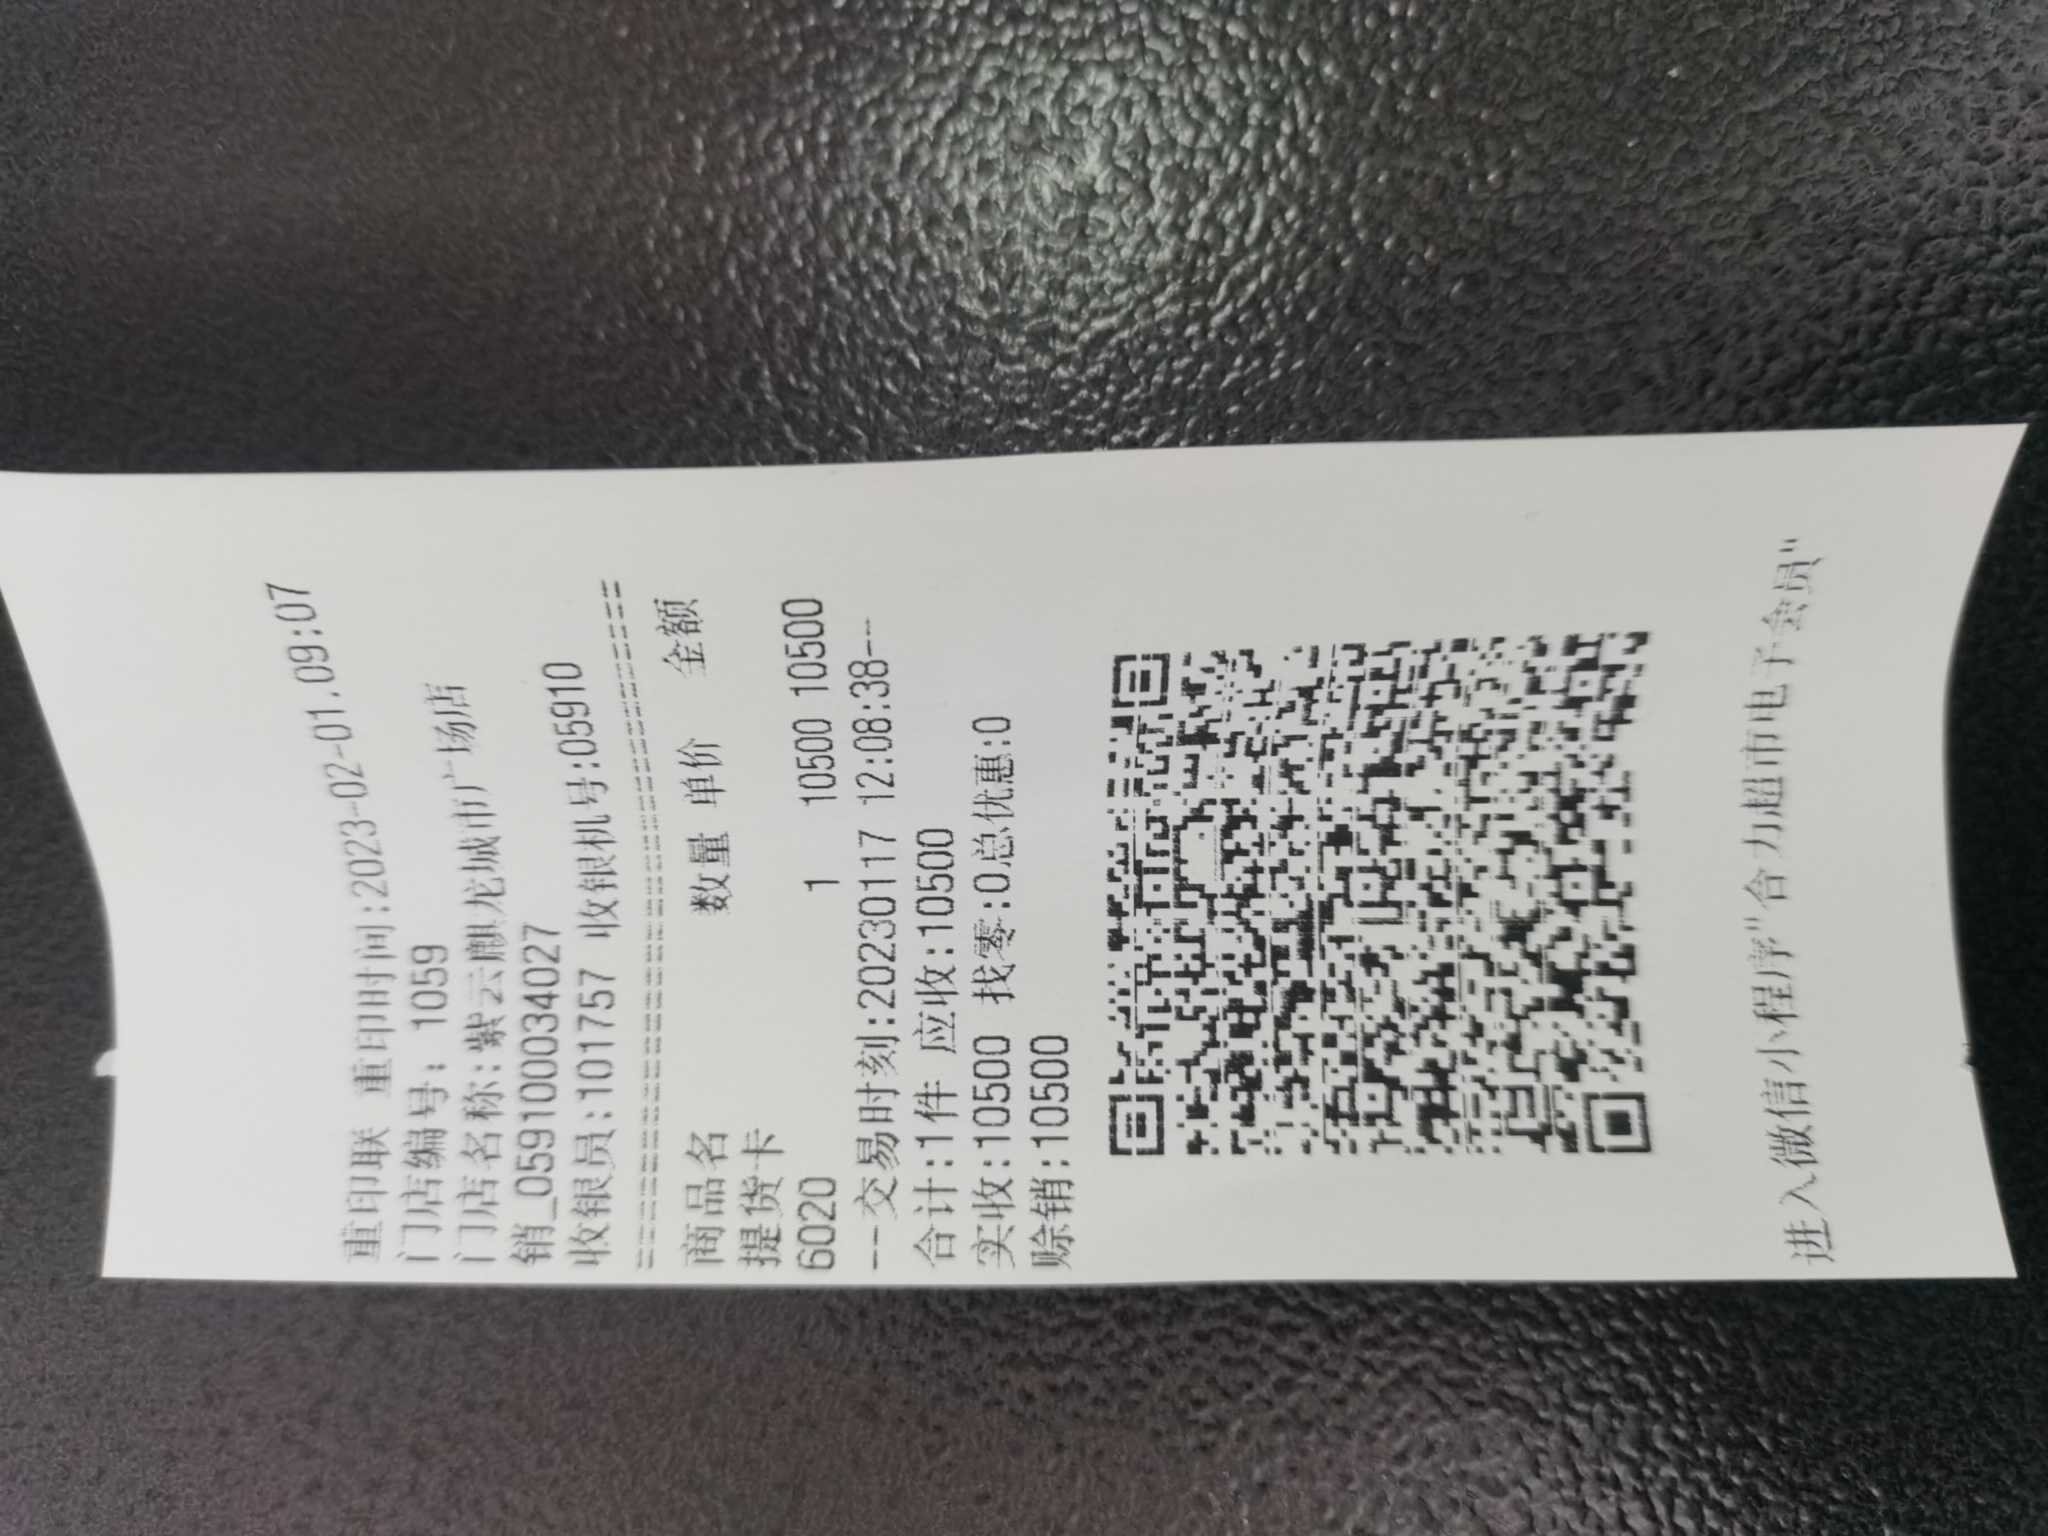 重印联 重印时间:2023-02-01.09:07
门店编号: 1059
门店名称:紫云麒龙城市广场店
销_0591000034027
收银员:101757 收银机号:05910
商品名 数量 单价 金额
提货卡
6020 1 10500 10500
--交易时刻:20230117 12:08:38--
合计:1件 应收:10500
实收:10500 找零:0总优惠:0
赊销:10500
进入微信小程序"合力超市电子会员"